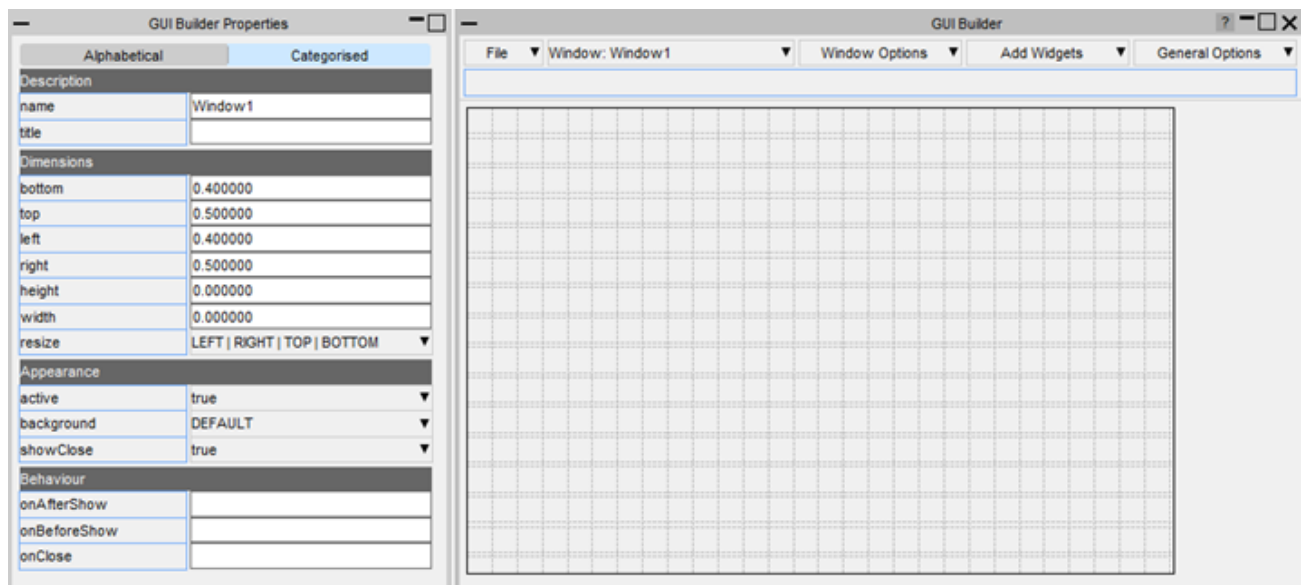 GUI Builder Properties
Alphabetical Categorised
Description
name Window1
title
Dimensions
bottom 0.400000
top 0.500000
left 0.400000
right 0.500000
height 0.000000
width 0.000000
resize LEFT | RIGHT | TOP | BOTTOM
Appearance
active true
background DEFAULT
showClose true
Behaviour
onAfterShow
onBeforeShow
onClose
GUI Builder ?
File Window: Window1 Window Options Add Widgets General Options